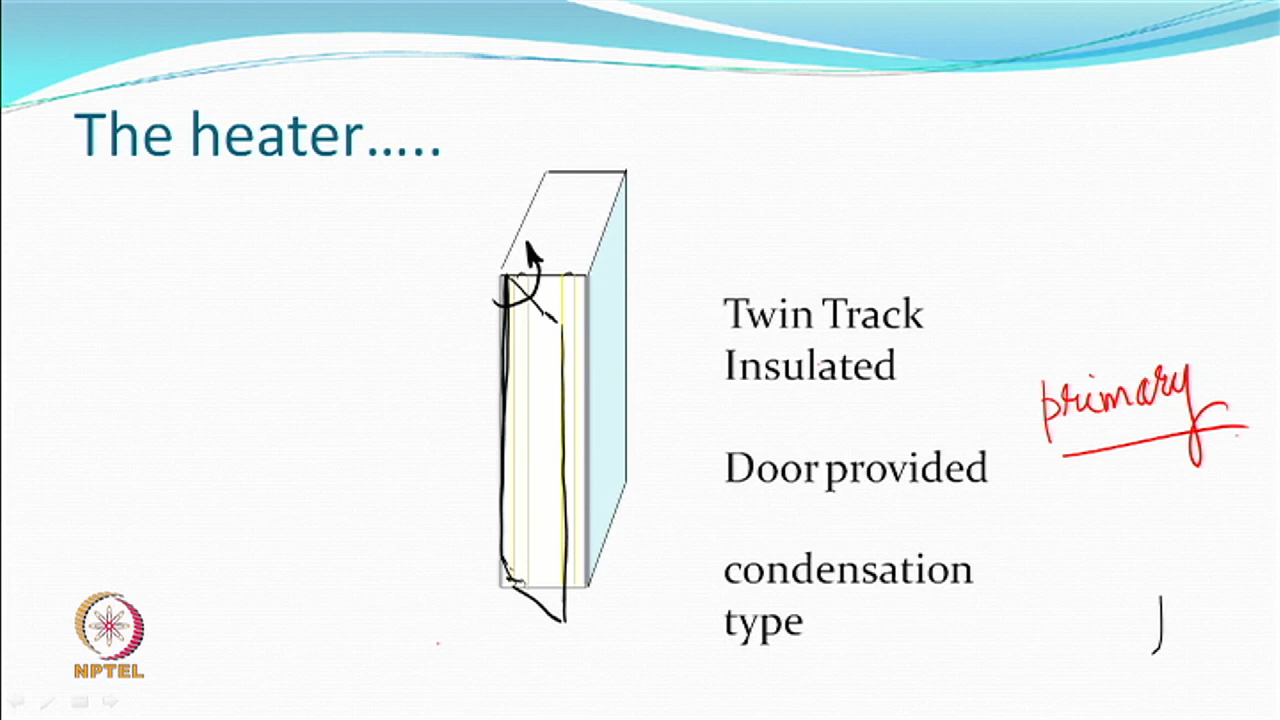 The heater…..
Twin Track
Insulated
primary
Door provided
condensation
type
NPTEL